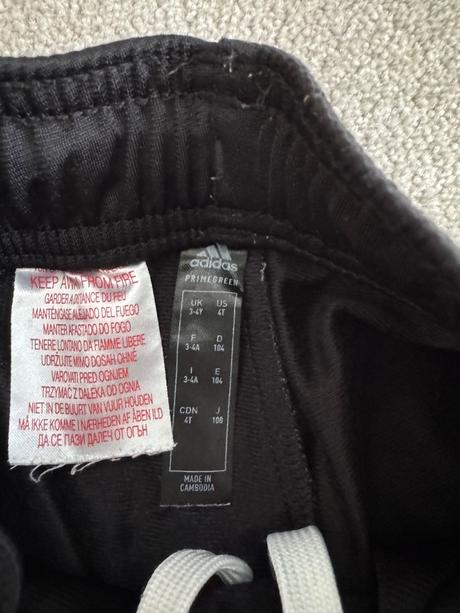 KEEP AWAY FROM FIRE
GARDER A DISTANCE DU FEU
MANTÉNGASE ALEJADO DEL FUEGO
MANTER AFASTADO DO FOGO
TENERE LONTANO DA FIAMME LIBERE
UDRŽUJTE MIMO DOSAH OHNĚ
VAROVATI PRED OGNJEM
TRZYMAĆ Z DALEKA OD OGNIA
NIET IN DE BUURT VAN VUUR HOUDEN
MÅ IKKE KOMME I NÆRHEDEN AF ÅBEN ILD
ДА СЕ ПАЗИ ДАЛЕЧ ОТ ОГЪН
adidas
PRIMEGREEN
UK US
3-4Y 4T
F D
3-4A 104
I E
3-4A 104
CDN J
4T 100
MADE IN
CAMBODIA